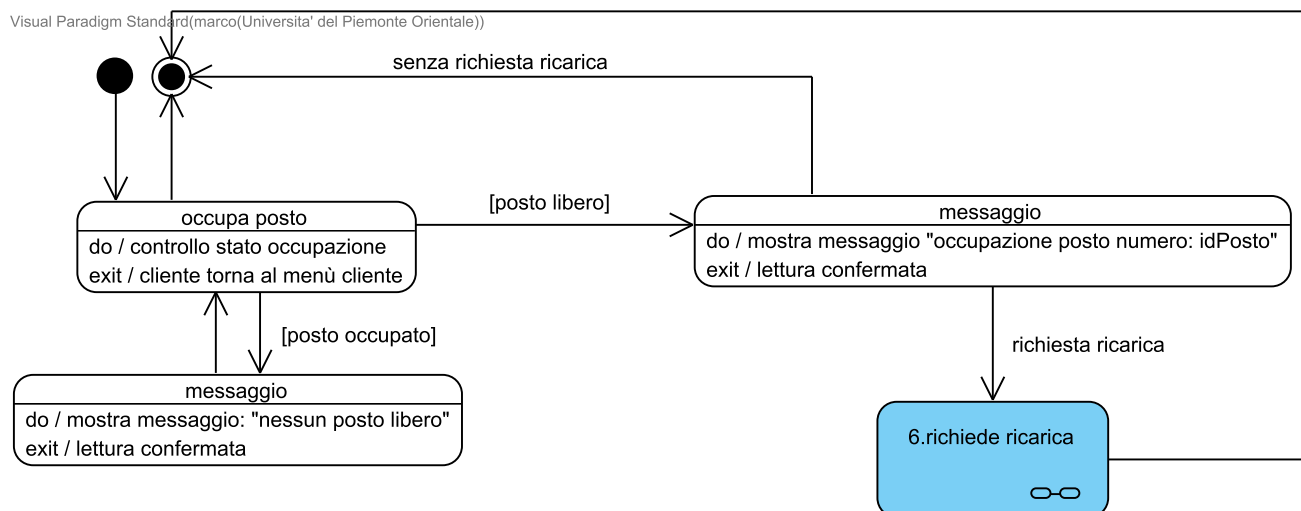 Visual Paradigm Standard(marco(Universita' del Piemonte Orientale))
senza richiesta ricarica
occupa posto
do / controllo stato occupazione
exit / cliente torna al menù cliente
[posto libero]
messaggio
do / mostra messaggio "occupazione posto numero: idPosto"
exit / lettura confermata
[posto occupato]
richiesta ricarica
messaggio
do / mostra messaggio: "nessun posto libero"
exit / lettura confermata
6.richiede ricarica